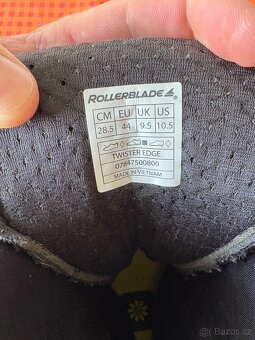 ROLLERBLADE
CM EU UK US
28.5 44 9.5 10.5
TWISTER EDGE
07847500800
MADE IN VIETNAM
Bazoš.cz